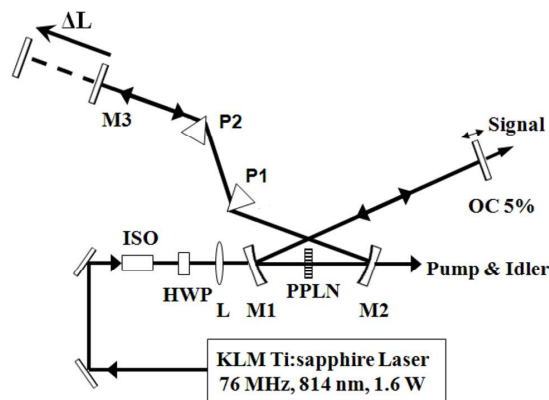 ΔL
M3
P2
P1
Signal
OC 5%
ISO
HWP
L
M1
PPLN
M2
Pump & Idler
KLM Ti:sapphire Laser
76 MHz, 814 nm, 1.6 W